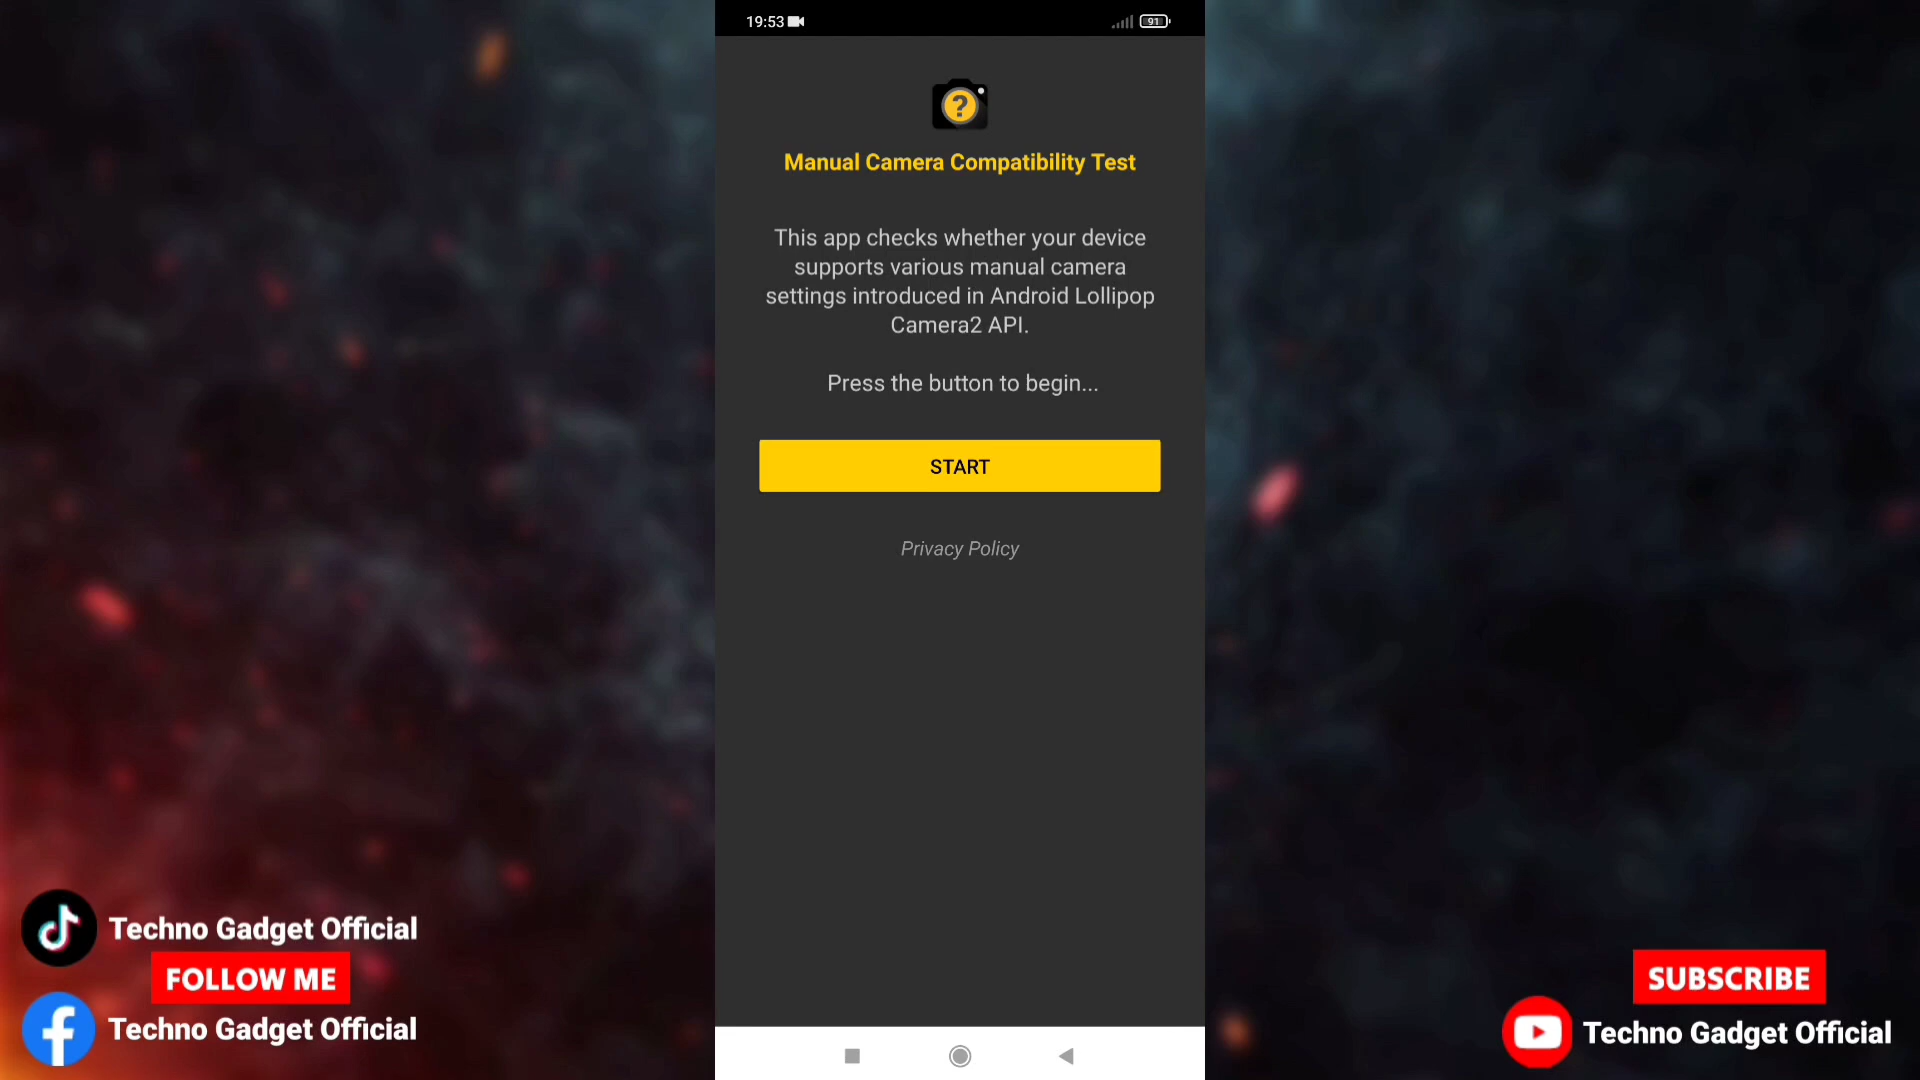 19:53
91
?
Manual Camera Compatibility Test
This app checks whether your device
supports various manual camera
settings introduced in Android Lollipop
Camera2 API.
Press the button to begin...
START
Privacy Policy
Techno Gadget Official
FOLLOW ME
Techno Gadget Official
SUBSCRIBE
Techno Gadget Official